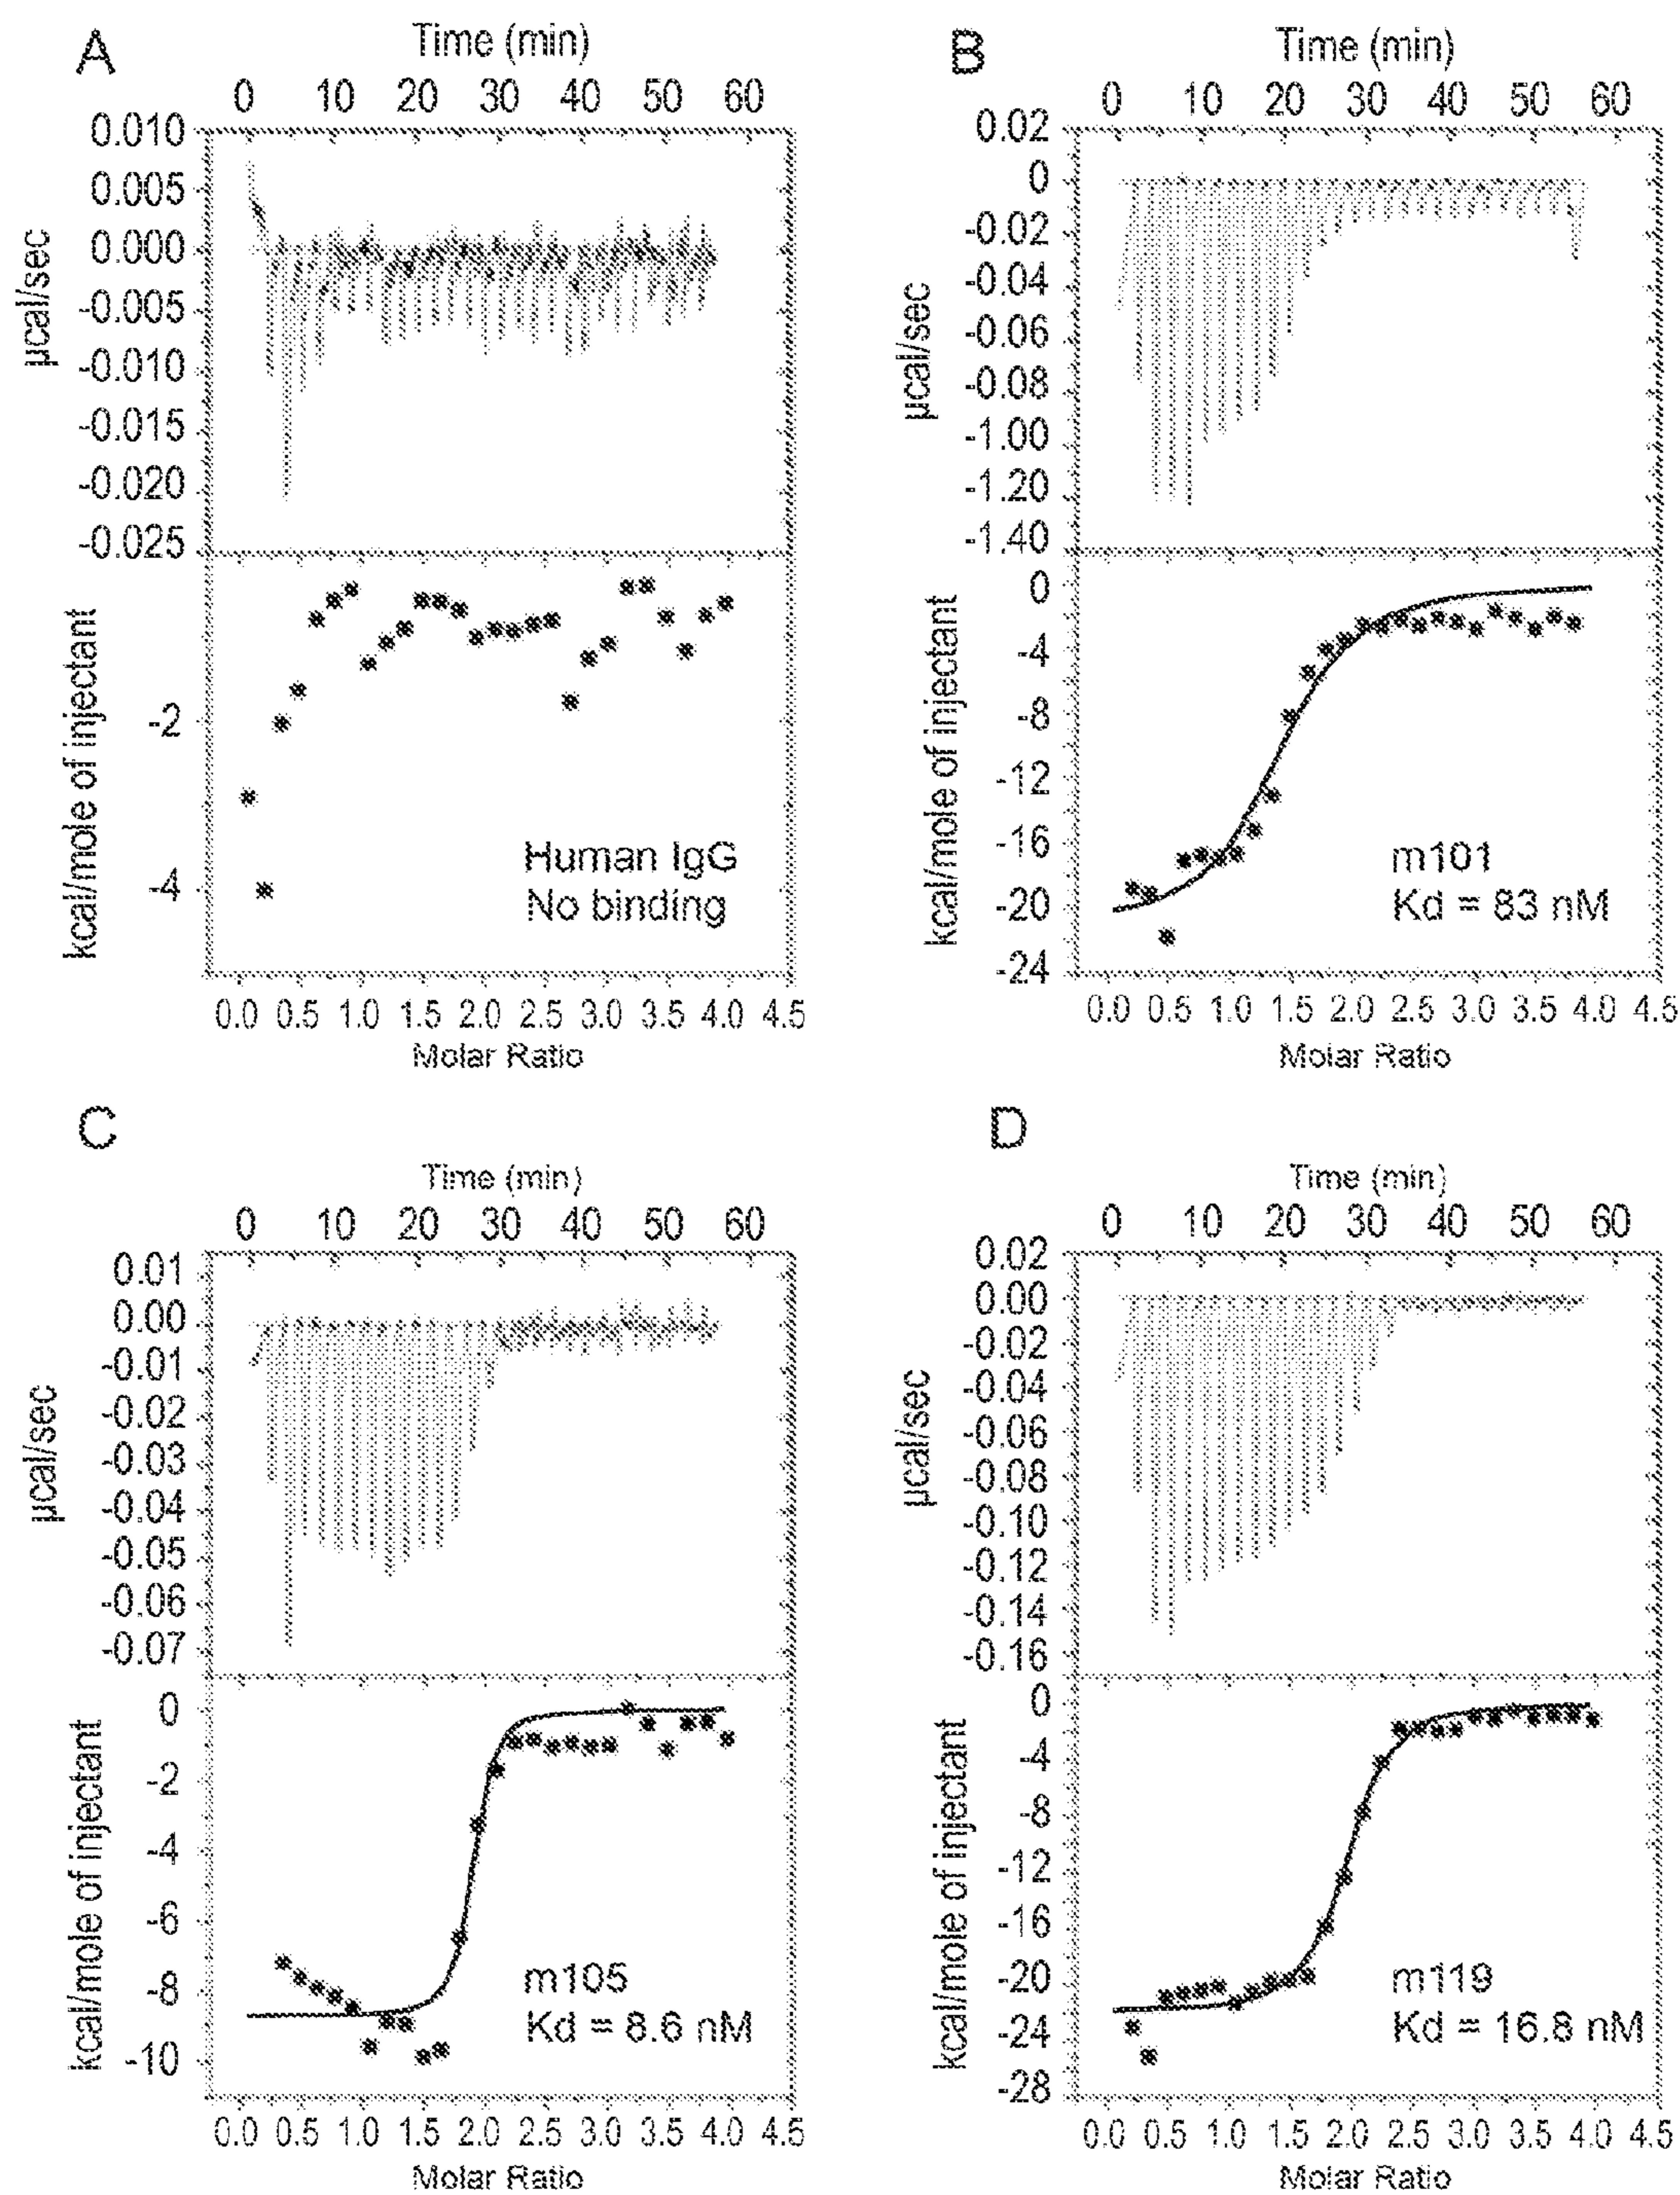 A
Time (min)
0 10 20 30 40 50 60
0.010
0.005
0.000
-0.005
-0.010
-0.015
-0.020
-0.025
µcal/sec
-2
-4
kcal/mole of injectant
Human IgG
No binding
0.0 0.5 1.0 1.5 2.0 2.5 3.0 3.5 4.0 4.5
Molar Ratio
B
Time (min)
0 10 20 30 40 50 60
0.02
0
-0.02
-0.04
-0.06
-0.08
-1.00
-1.20
-1.40
µcal/sec
0
-4
-8
-12
-16
-20
-24
kcal/mole of injectant
m101
Kd = 83 nM
0.0 0.5 1.0 1.5 2.0 2.5 3.0 3.5 4.0 4.5
Molar Ratio
C
Time (min)
0 10 20 30 40 50 60
0.01
0.00
-0.01
-0.02
-0.03
-0.04
-0.05
-0.06
-0.07
µcal/sec
0
-2
-4
-6
-8
-10
kcal/mole of injectant
m105
Kd = 8.6 nM
0.0 0.5 1.0 1.5 2.0 2.5 3.0 3.5 4.0 4.5
Molar Ratio
D
Time (min)
0 10 20 30 40 50 60
0.02
0.00
-0.02
-0.04
-0.06
-0.08
-0.10
-0.12
-0.14
-0.16
µcal/sec
0
-4
-8
-12
-16
-20
-24
-28
kcal/mole of injectant
m119
Kd = 16.8 nM
0.0 0.5 1.0 1.5 2.0 2.5 3.0 3.5 4.0 4.5
Molar Ratio